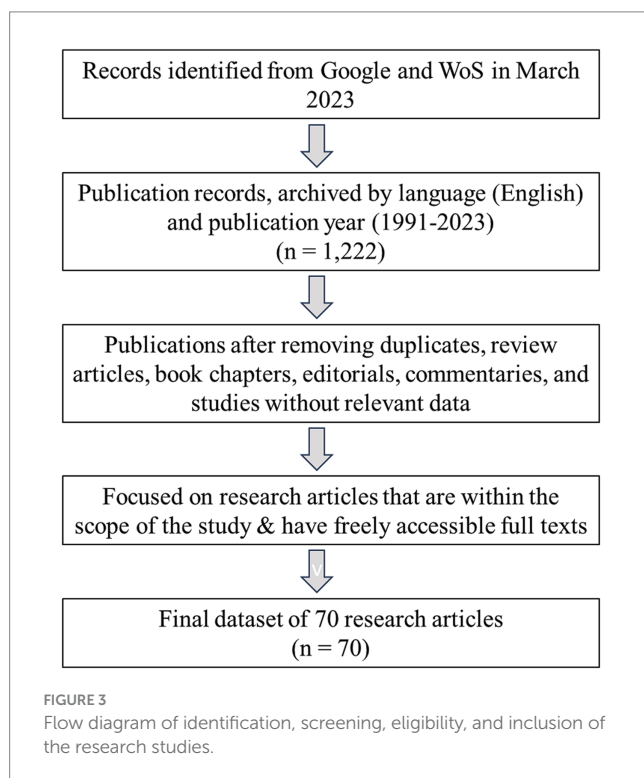 Records identified from Google and WoS in March
2023
Publication records, archived by language (English)
and publication year (1991-2023)
(n = 1,222)
Publications after removing duplicates, review
articles, book chapters, editorials, commentaries, and
studies without relevant data
Focused on research articles that are within the
scope of the study & have freely accessible full texts
V
Final dataset of 70 research articles
(n = 70)
FIGURE 3
Flow diagram of identification, screening, eligibility, and inclusion of
the research studies.